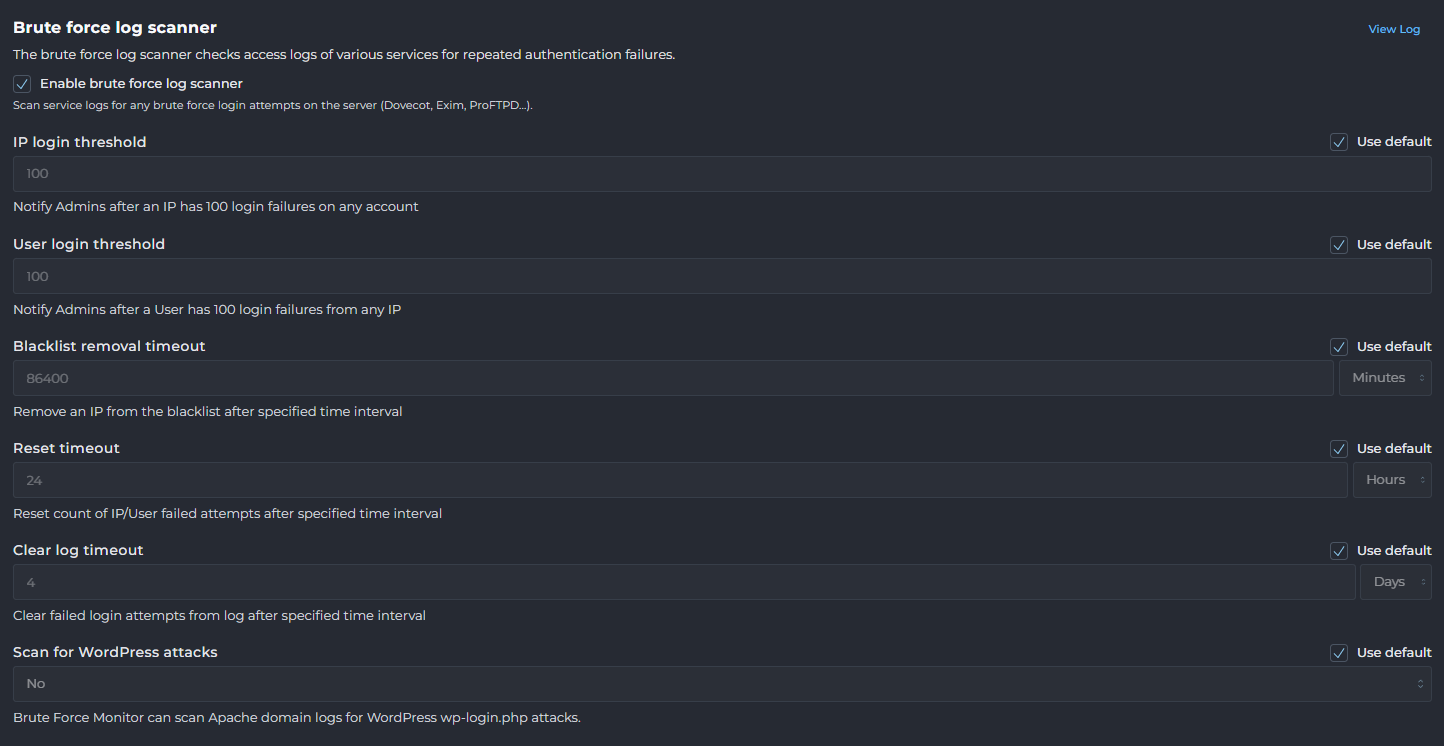 Brute force log scanner
View Log
The brute force log scanner checks access logs of various services for repeated authentication failures.
Enable brute force log scanner
Scan service logs for any brute force login attempts on the server (Dovecot, Exim, ProFTPD...).
IP login threshold
Use default
100
Notify Admins after an IP has 100 login failures on any account
User login threshold
Use default
100
Notify Admins after a User has 100 login failures from any IP
Blacklist removal timeout
Use default
86400
Minutes
Remove an IP from the blacklist after specified time interval
Reset timeout
Use default
24
Hours
Reset count of IP/User failed attempts after specified time interval
Clear log timeout
Use default
4
Days
Clear failed login attempts from log after specified time interval
Scan for WordPress attacks
Use default
No
Brute Force Monitor can scan Apache domain logs for WordPress wp-login.php attacks.